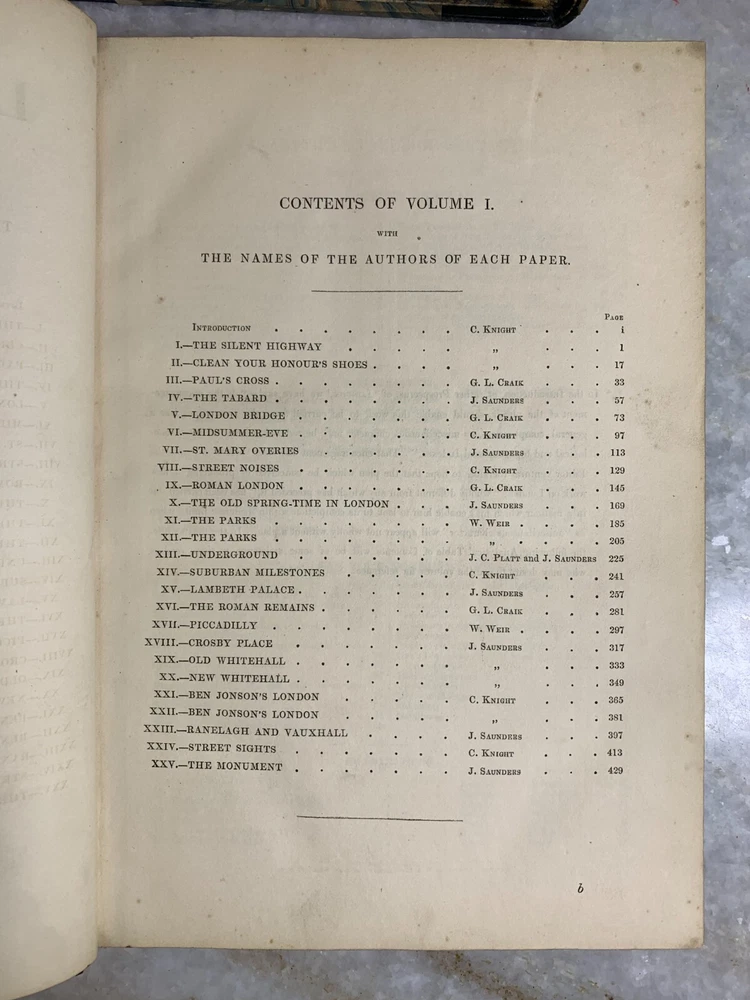 CONTENTS OF VOLUME I.
WITH
THE NAMES OF THE AUTHORS OF EACH PAPER.
PAGE
INTRODUCTION . . . . . . . . C. KNIGHT . . . i
I.—THE SILENT HIGHWAY . . . . . „ . . . 1
II.—CLEAN YOUR HONOUR'S SHOES . . . . „ . . . 17
III.—PAUL'S CROSS . . . . . . . . G. L. CRAIK . . . 33
IV.—THE TABARD . . . . . . . . J. SAUNDERS . . . 57
V.—LONDON BRIDGE . . . . . . . G. L. CRAIK . . . 73
VI.—MIDSUMMER-EVE . . . . . . . C. KNIGHT . . . 97
VII.—ST. MARY OVERIES . . . . . . J. SAUNDERS . . . 113
VIII.—STREET NOISES . . . . . . . C. KNIGHT . . . 129
IX.—ROMAN LONDON . . . . . . . G. L. CRAIK . . . 145
X.—THE OLD SPRING-TIME IN LONDON . . . J. SAUNDERS . . . 169
XI.—THE PARKS . . . . . . . . W. WEIR . . . . 185
XII.—THE PARKS . . . . . . . . „ . . . . 205
XIII.—UNDERGROUND . . . . . . . . J. C. PLATT and J. SAUNDERS 225
XIV.—SUBURBAN MILESTONES . . . . . C. KNIGHT . . . 241
XV.—LAMBETH PALACE . . . . . . . J. SAUNDERS . . . 257
XVI.—THE ROMAN REMAINS . . . . . . G. L. CRAIK . . . 281
XVII.—PICCADILLY . . . . . . . . W. WEIR . . . . 297
XVIII.—CROSBY PLACE . . . . . . . J. SAUNDERS . . . 317
XIX.—OLD WHITEHALL . . . . . . . „ . . . 333
XX.—NEW WHITEHALL . . . . . . . „ . . . 349
XXI.—BEN JONSON'S LONDON . . . . . C. KNIGHT . . . 365
XXII.—BEN JONSON'S LONDON . . . . . „ . . . 381
XXIII.—RANELAGH AND VAUXHALL . . . . J. SAUNDERS . . . 397
XXIV.—STREET SIGHTS . . . . . . . C. KNIGHT . . . 413
XXV.—THE MONUMENT . . . . . . . J. SAUNDERS . . . 429
b